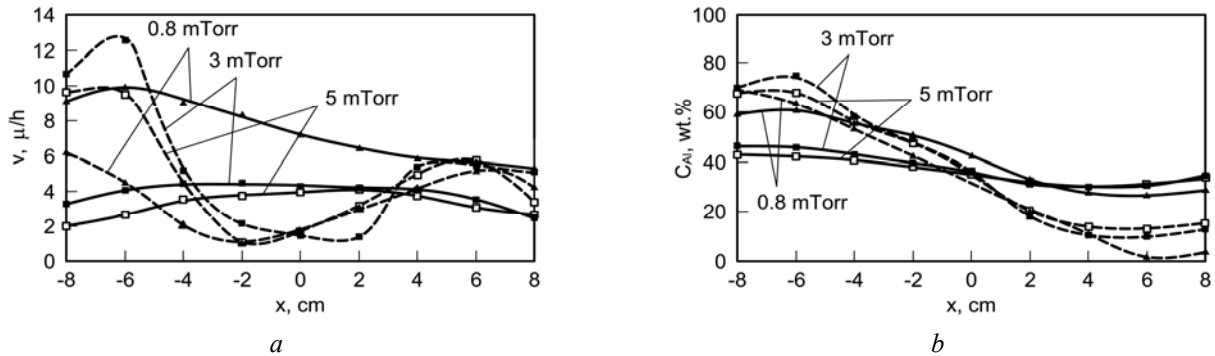 14
12
10
8
6
4
2
0
v, μ/h
0.8 mTorr
3 mTorr
5 mTorr
-8 -6 -4 -2 0 2 4 6 8
x, cm
a
100
80
60
40
20
0
C_Al, wt.%
3 mTorr
5 mTorr
0.8 mTorr
-8 -6 -4 -2 0 2 4 6 8
x, cm
b